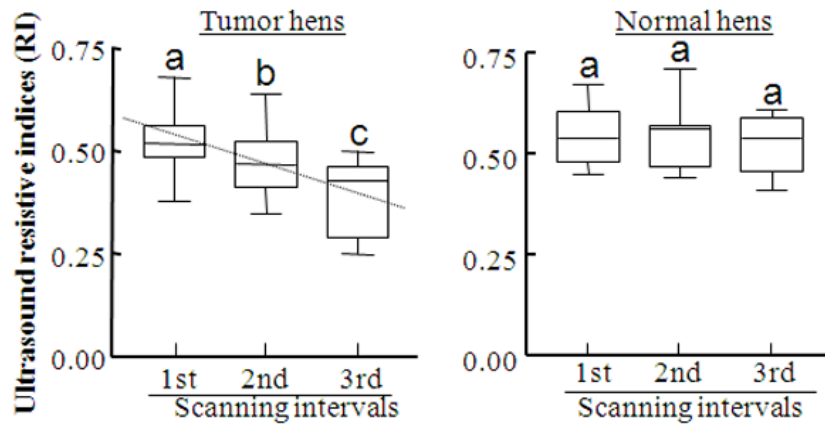 Ultrasound resistive indices (RI)
Tumor hens
0.75
0.50
0.25
0.00
a
b
c
1st 2nd 3rd
Scanning intervals
Normal hens
0.75
0.50
0.25
0.00
a
a
a
1st 2nd 3rd
Scanning intervals